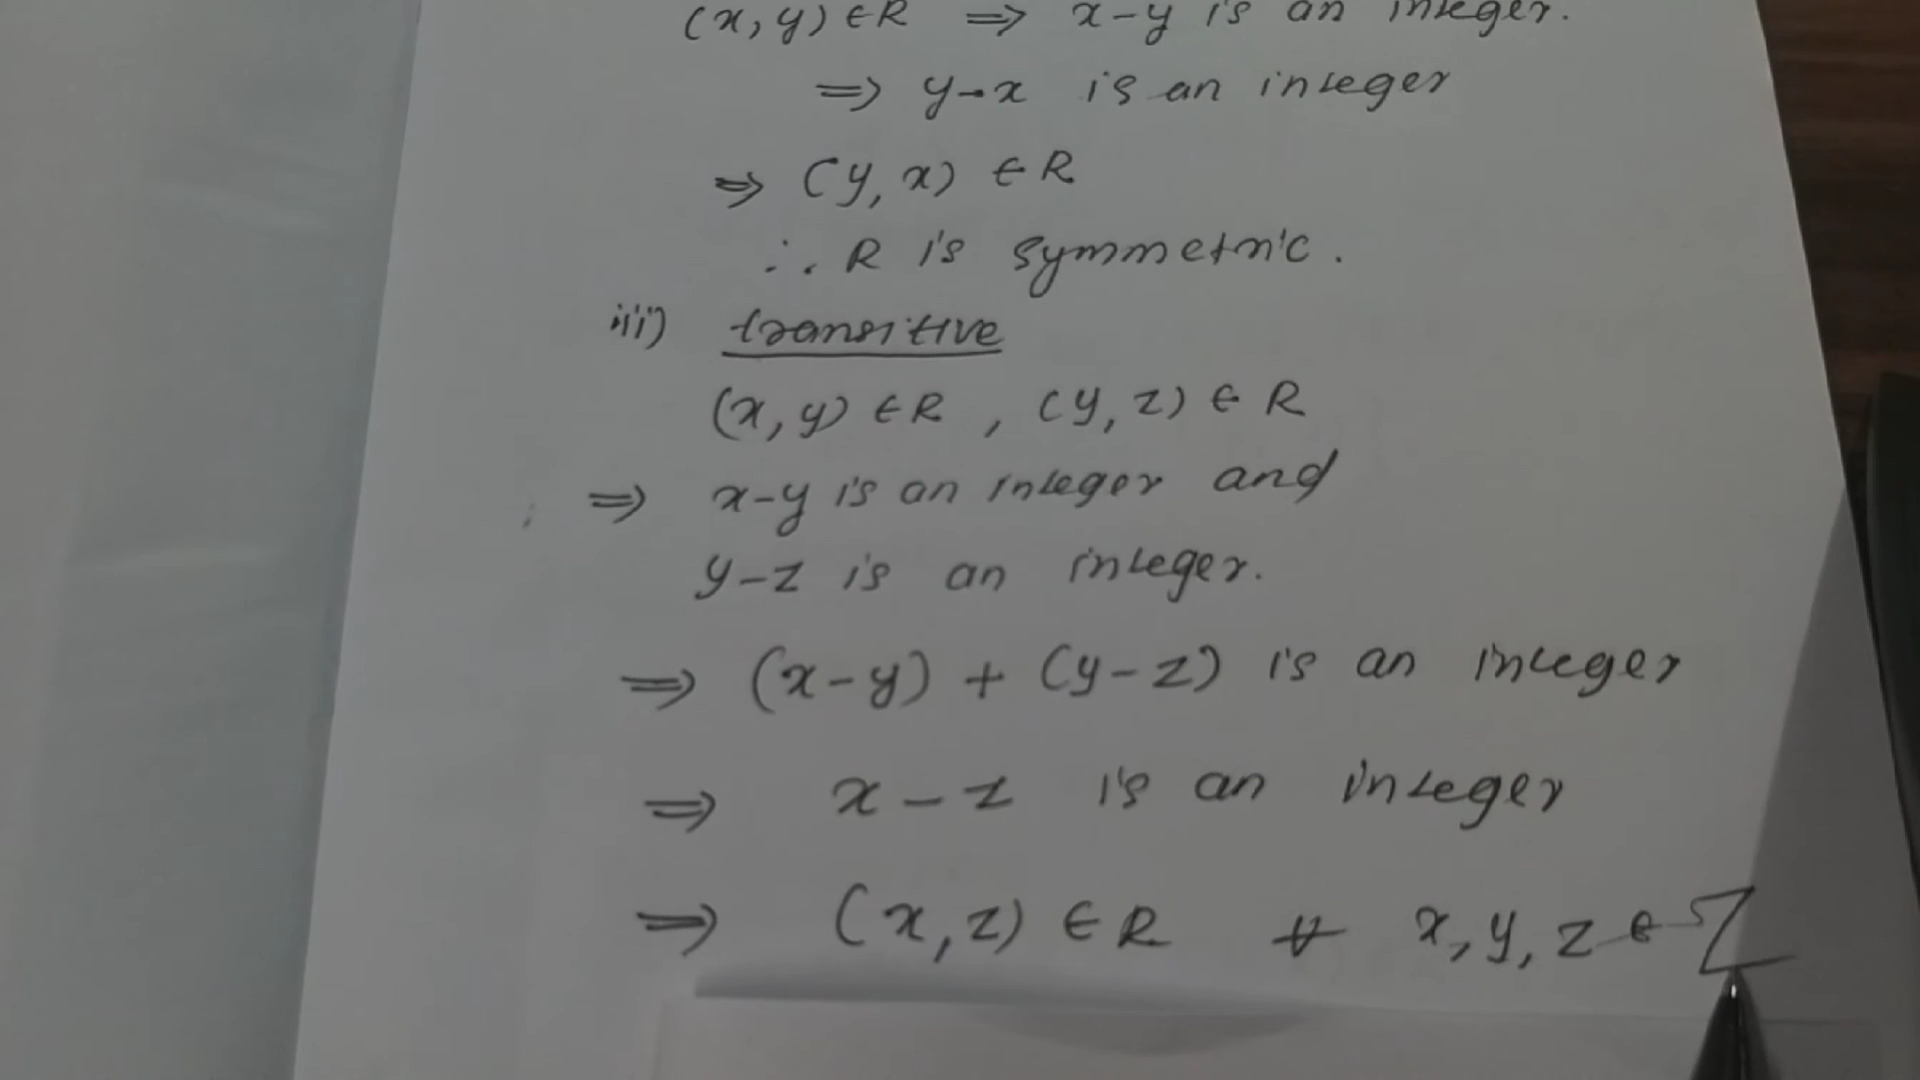 (x, y) ∈ R ⇒ x-y is an integer.
⇒ y-x is an integer
⇒ (y, x) ∈ R
∴ R is symmetric.
iii) transitive
(x, y) ∈ R , (y, z) ∈ R
⇒ x-y is an integer and
y-z is an integer.
⇒ (x-y) + (y-z) is an integer
⇒ x-z is an integer
⇒ (x, z) ∈ R ∀ x, y, z ∈ Z